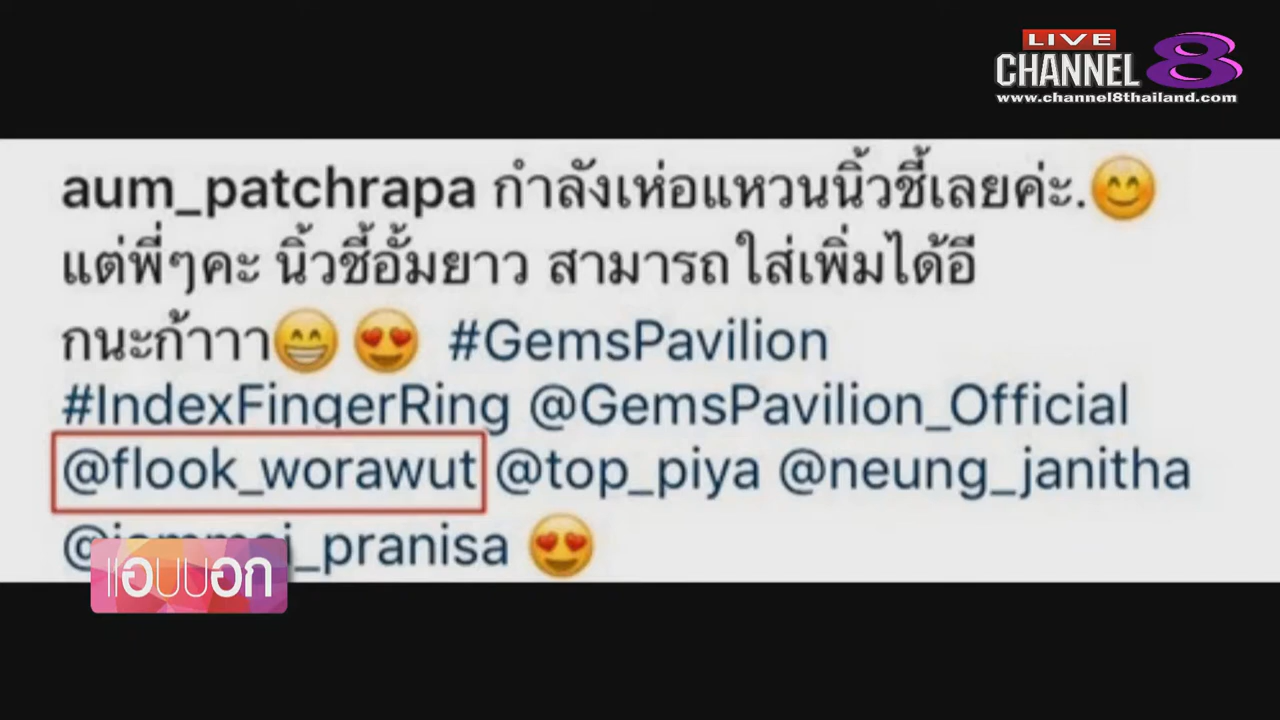 LIVE
CHANNEL 8
www.channel8thailand.com
aum_patchrapa กำลังเห่อแหวนนิ้วชี้เลยค่ะ.😊
แต่พี่ๆคะ นิ้วชี้อั้มยาว สามารถใส่เพิ่มได้อี
กนะก้าาา😁😍 #GemsPavilion
#IndexFingerRing @GemsPavilion_Official
@flook_worawut @top_piya @neung_janitha
_pranisa 😍
แอบบอก